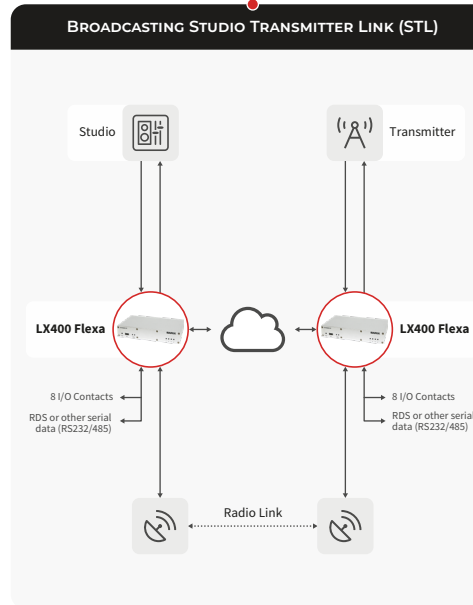 BROADCASTING STUDIO TRANSMITTER LINK (STL)
Studio
Transmitter
LX400 Flexa
LX400 Flexa
8 I/O Contacts
RDS or other serial
data (RS232/485)
8 I/O Contacts
RDS or other serial
data (RS232/485)
Radio Link